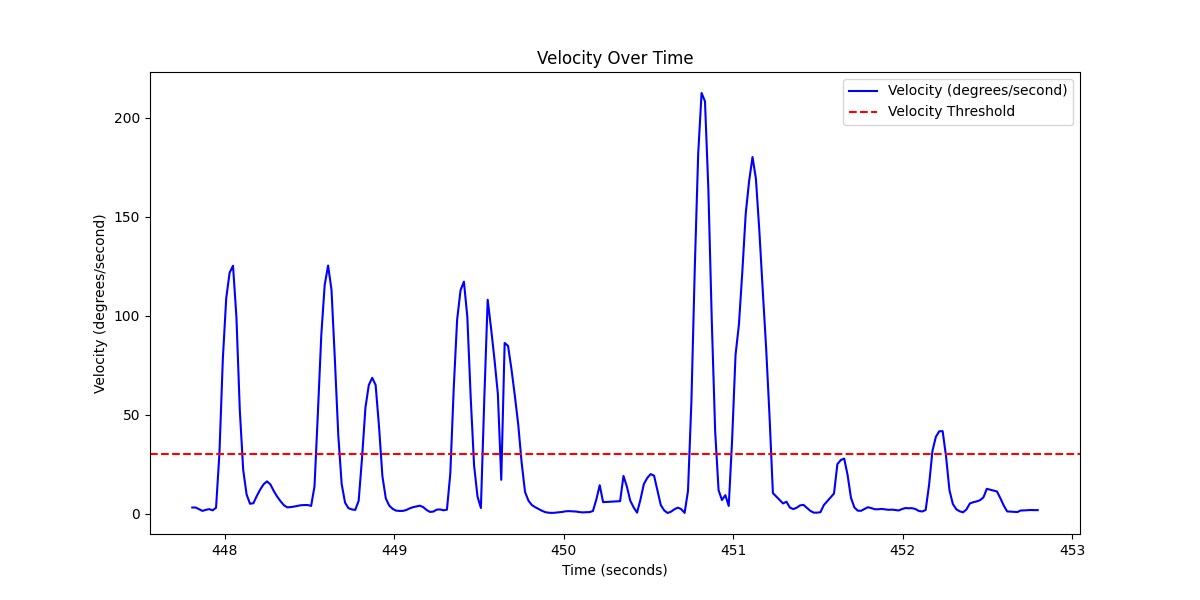 Velocity Over Time
Velocity (degrees/second)
Velocity Threshold
200
150
100
50
0
Velocity (degrees/second)
448 449 450 451 452 453
Time (seconds)